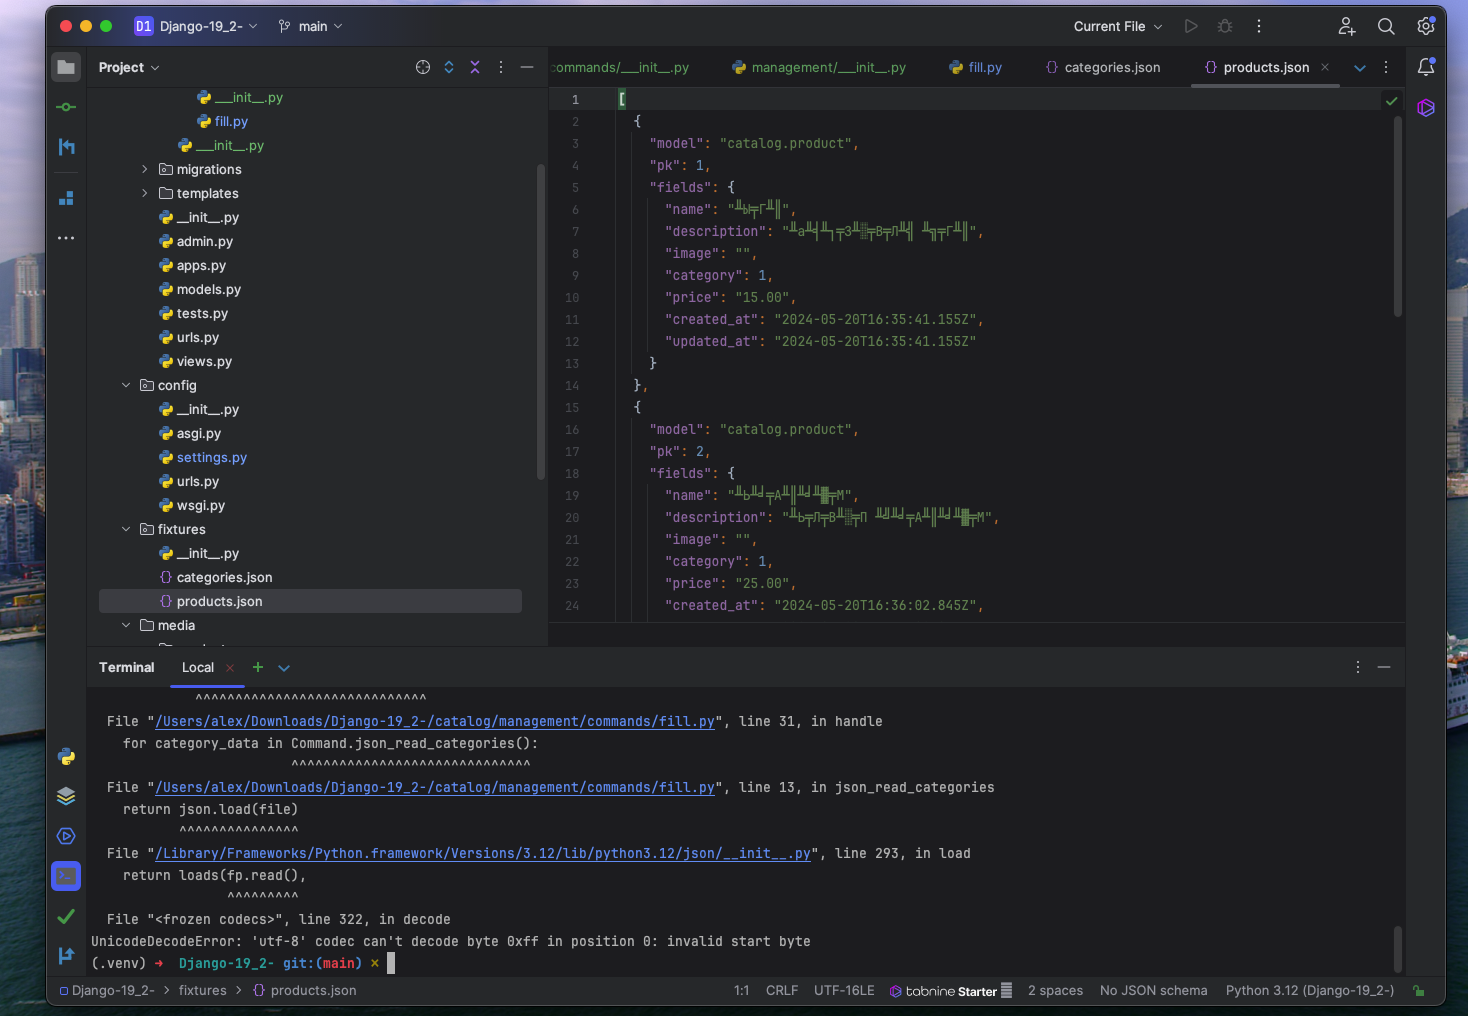 D1 Django-19_2- main Current File
Project
commands/__init__.py management/__init__.py fill.py categories.json products.json
__init__.py
fill.py
__init__.py
migrations
templates
__init__.py
admin.py
apps.py
models.py
tests.py
urls.py
views.py
config
__init__.py
asgi.py
settings.py
urls.py
wsgi.py
fixtures
__init__.py
categories.json
products.json
media
1 [
2 {
3 "model": "catalog.product",
4 "pk": 1,
5 "fields": {
6 "name":
7 "description":
8 "image": "",
9 "category": 1,
10 "price": "15.00",
11 "created_at": "2024-05-20T16:35:41.155Z",
12 "updated_at": "2024-05-20T16:35:41.155Z"
13 }
14 },
15 {
16 "model": "catalog.product",
17 "pk": 2,
18 "fields": {
19 "name":
20 "description":
21 "image": "",
22 "category": 1,
23 "price": "25.00",
24 "created_at": "2024-05-20T16:36:02.845Z",
Terminal Local
^^^^^^^^^^^^^^^^^^^^^^^^^^^^^
File "/Users/alex/Downloads/Django-19_2-/catalog/management/commands/fill.py", line 31, in handle
for category_data in Command.json_read_categories():
^^^^^^^^^^^^^^^^^^^^^^^^^^^^^^
File "/Users/alex/Downloads/Django-19_2-/catalog/management/commands/fill.py", line 13, in json_read_categories
return json.load(file)
^^^^^^^^^^^^^^^
File "/Library/Frameworks/Python.framework/Versions/3.12/lib/python3.12/json/__init__.py", line 293, in load
return loads(fp.read(),
^^^^^^^^^
File "<frozen codecs>", line 322, in decode
UnicodeDecodeError: 'utf-8' codec can't decode byte 0xff in position 0: invalid start byte
(.venv) ➜ Django-19_2- git:(main) ×
Django-19_2- > fixtures > {} products.json 1:1 CRLF UTF-16LE tabnine Starter 2 spaces No JSON schema Python 3.12 (Django-19_2-)